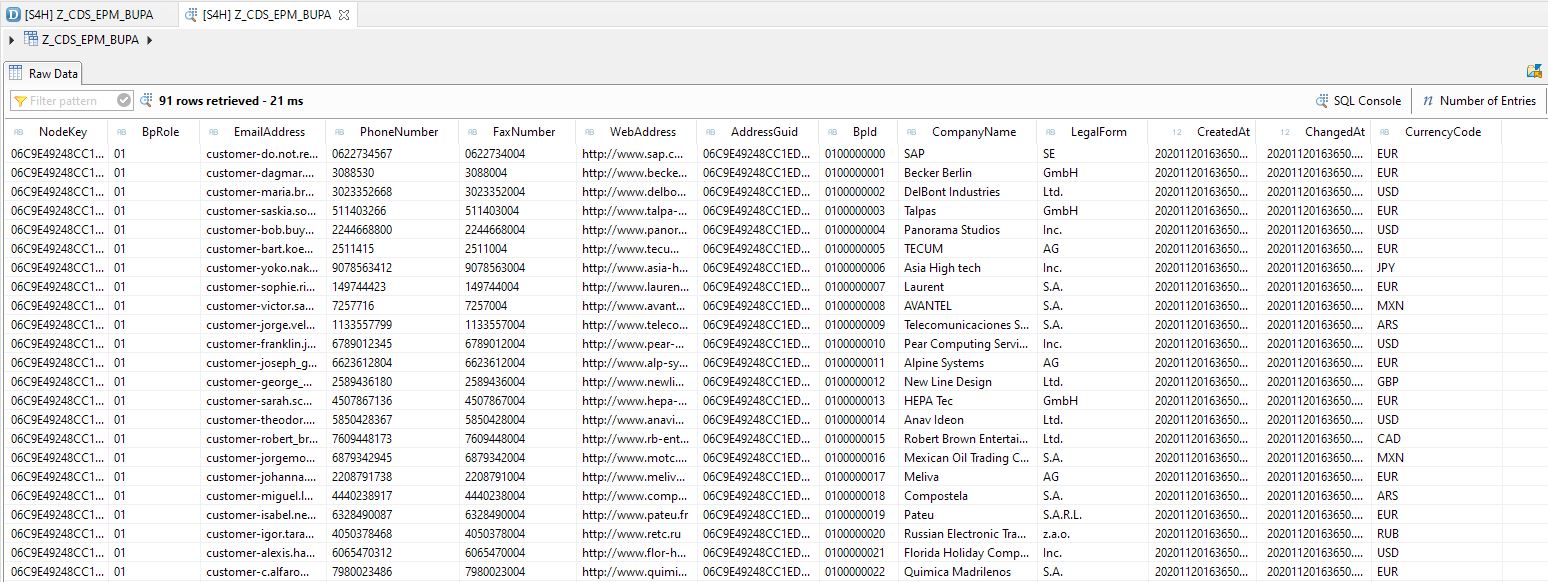 [S4H] Z_CDS_EPM_BUPA [S4H] Z_CDS_EPM_BUPA
Z_CDS_EPM_BUPA
Raw Data
Filter pattern 91 rows retrieved - 21 ms SQL Console Number of Entries
NodeKey BpRole EmailAddress PhoneNumber FaxNumber WebAddress AddressGuid BpId CompanyName LegalForm CreatedAt ChangedAt CurrencyCode
06C9E49248CC1... 01 customer-do.not.re... 0622734567 0622734004 http://www.sap.c... 06C9E49248CC1ED... 0100000000 SAP SE 20201120163650.... 20201120163650.... EUR
06C9E49248CC1... 01 customer-dagmar.... 3088530 3088004 http://www.becke... 06C9E49248CC1ED... 0100000001 Becker Berlin GmbH 20201120163650.... 20201120163650.... EUR
06C9E49248CC1... 01 customer-maria.br... 3023352668 3023352004 http://www.delbo... 06C9E49248CC1ED... 0100000002 DelBont Industries Ltd. 20201120163650.... 20201120163650.... USD
06C9E49248CC1... 01 customer-saskia.so... 511403266 511403004 http://www.talpa-... 06C9E49248CC1ED... 0100000003 Talpas GmbH 20201120163650.... 20201120163650.... EUR
06C9E49248CC1... 01 customer-bob.buy... 2244668800 2244668004 http://www.panor... 06C9E49248CC1ED... 0100000004 Panorama Studios Inc. 20201120163650.... 20201120163650.... USD
06C9E49248CC1... 01 customer-bart.koe... 2511415 2511004 http://www.tecu... 06C9E49248CC1ED... 0100000005 TECUM AG 20201120163650.... 20201120163650.... EUR
06C9E49248CC1... 01 customer-yoko.nak... 9078563412 9078563004 http://www.asia-h... 06C9E49248CC1ED... 0100000006 Asia High tech Inc. 20201120163650.... 20201120163650.... JPY
06C9E49248CC1... 01 customer-sophie.ri... 149744423 149744004 http://www.lauren... 06C9E49248CC1ED... 0100000007 Laurent S.A. 20201120163650.... 20201120163650.... EUR
06C9E49248CC1... 01 customer-victor.sa... 7257716 7257004 http://www.avant... 06C9E49248CC1ED... 0100000008 AVANTEL S.A. 20201120163650.... 20201120163650.... MXN
06C9E49248CC1... 01 customer-jorge.vel... 1133557799 1133557004 http://www.teleco... 06C9E49248CC1ED... 0100000009 Telecomunicaciones S... S.A. 20201120163650.... 20201120163650.... ARS
06C9E49248CC1... 01 customer-franklin.j... 6789012345 6789012004 http://www.pear-... 06C9E49248CC1ED... 0100000010 Pear Computing Servi... Inc. 20201120163650.... 20201120163650.... USD
06C9E49248CC1... 01 customer-joseph_g... 6623612804 6623612004 http://www.alp-sy... 06C9E49248CC1ED... 0100000011 Alpine Systems AG 20201120163650.... 20201120163650.... EUR
06C9E49248CC1... 01 customer-george_... 2589436180 2589436004 http://www.newli... 06C9E49248CC1ED... 0100000012 New Line Design Ltd. 20201120163650.... 20201120163650.... GBP
06C9E49248CC1... 01 customer-sarah.sc... 4507867136 4507867004 http://www.hepa-... 06C9E49248CC1ED... 0100000013 HEPA Tec GmbH 20201120163650.... 20201120163650.... EUR
06C9E49248CC1... 01 customer-theodor.... 5850428367 5850428004 http://www.anavi... 06C9E49248CC1ED... 0100000014 Anav Ideon Ltd. 20201120163650.... 20201120163650.... USD
06C9E49248CC1... 01 customer-robert_br... 7609448173 7609448004 http://www.rb-ent... 06C9E49248CC1ED... 0100000015 Robert Brown Entertai... Ltd. 20201120163650.... 20201120163650.... CAD
06C9E49248CC1... 01 customer-jorgemo... 6879342945 6879342004 http://www.motc.... 06C9E49248CC1ED... 0100000016 Mexican Oil Trading C... S.A. 20201120163650.... 20201120163650.... MXN
06C9E49248CC1... 01 customer-johanna.... 2208791738 2208791004 http://www.meliv... 06C9E49248CC1ED... 0100000017 Meliva AG 20201120163650.... 20201120163650.... EUR
06C9E49248CC1... 01 customer-miguel.l... 4440238917 4440238004 http://www.comp... 06C9E49248CC1ED... 0100000018 Compostela S.A. 20201120163650.... 20201120163650.... ARS
06C9E49248CC1... 01 customer-isabel.ne... 6328490087 6328490004 http://www.pateu.fr 06C9E49248CC1ED... 0100000019 Pateu S.A.R.L. 20201120163650.... 20201120163650.... EUR
06C9E49248CC1... 01 customer-igor.tara... 4050378468 4050378004 http://www.retc.ru 06C9E49248CC1ED... 0100000020 Russian Electronic Tra... z.a.o. 20201120163650.... 20201120163650.... RUB
06C9E49248CC1... 01 customer-alexis.ha... 6065470312 6065470004 http://www.flor-h... 06C9E49248CC1ED... 0100000021 Florida Holiday Comp... Inc. 20201120163650.... 20201120163650.... USD
06C9E49248CC1... 01 customer-c.alfaro... 7980023486 7980023004 http://www.quimi... 06C9E49248CC1ED... 0100000022 Quimica Madrilenos S.A. 20201120163650.... 20201120163650.... EUR